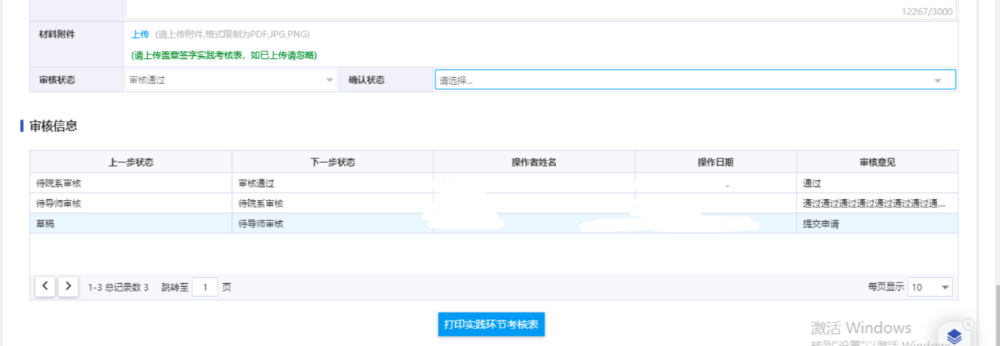 12267/3000
材料附件 上传 (请上传附件,格式限制为PDF,JPG,PNG)
(请上传盖章签字实践考核表，如已上传请忽略)
审核状态 审核通过 确认状态 请选择...
审核信息
上一步状态 下一步状态 操作者姓名 操作日期 审核意见
待院系审核 审核通过 通过
待导师审核 待院系审核 通过通过通过通过通过通过通过通...
草稿 待导师审核 提交申请
1-3 总记录数 3 跳转至 1 页 每页显示 10
打印实践环节考核表
激活 Windows
转到"设置"以激活 Windows